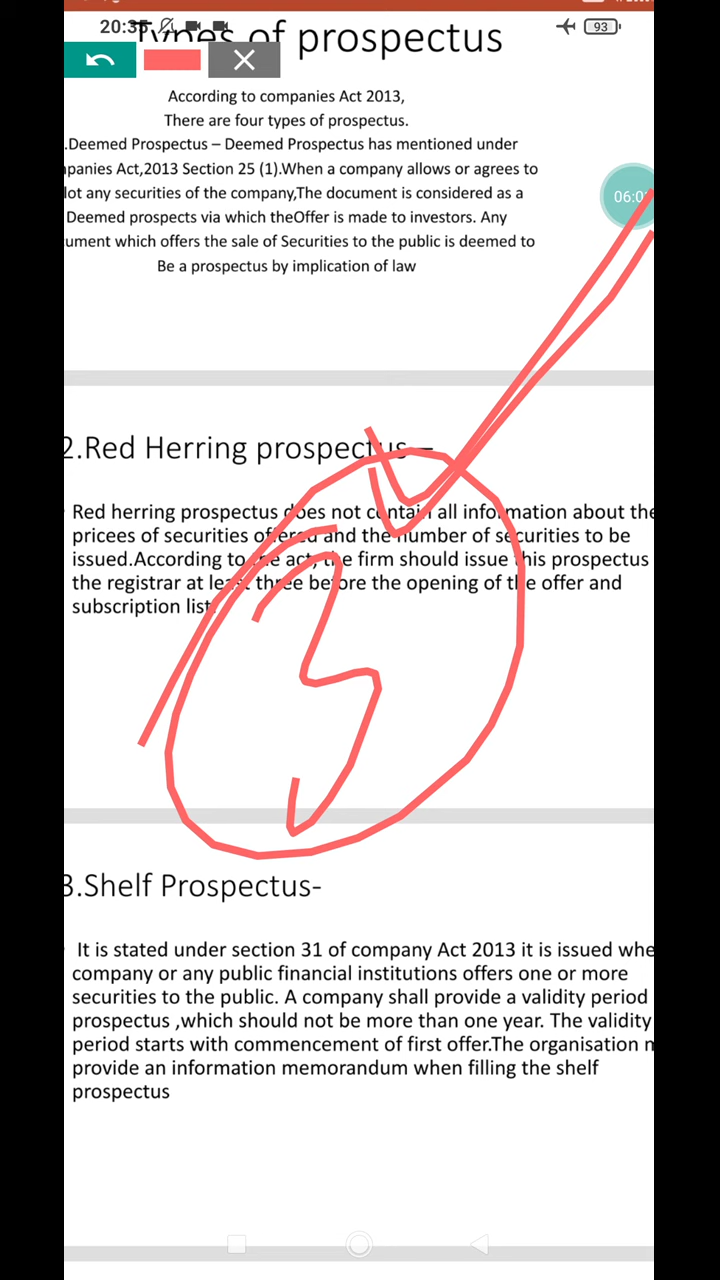 20:35
93
Types of prospectus
According to companies Act 2013,
There are four types of prospectus.
.Deemed Prospectus – Deemed Prospectus has mentioned under
mpanies Act,2013 Section 25 (1).When a company allows or agrees to
lot any securities of the company,The document is considered as a
Deemed prospects via which theOffer is made to investors. Any
ument which offers the sale of Securities to the public is deemed to
Be a prospectus by implication of law
06:0
2.Red Herring prospectus–
Red herring prospectus does not contain all information about the
pricees of securities offered and the number of securities to be
issued.According to the act, the firm should issue this prospectus
the registrar at least three before the opening of the offer and
subscription list
3
3.Shelf Prospectus-
It is stated under section 31 of company Act 2013 it is issued whe
company or any public financial institutions offers one or more
securities to the public. A company shall provide a validity period
prospectus ,which should not be more than one year. The validity
period starts with commencement of first offer.The organisation
provide an information memorandum when filling the shelf
prospectus